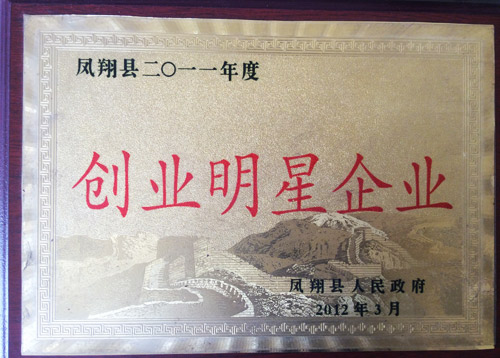 凤翔县二〇一一年度
创业明星企业
凤翔县人民政府
2012年3月